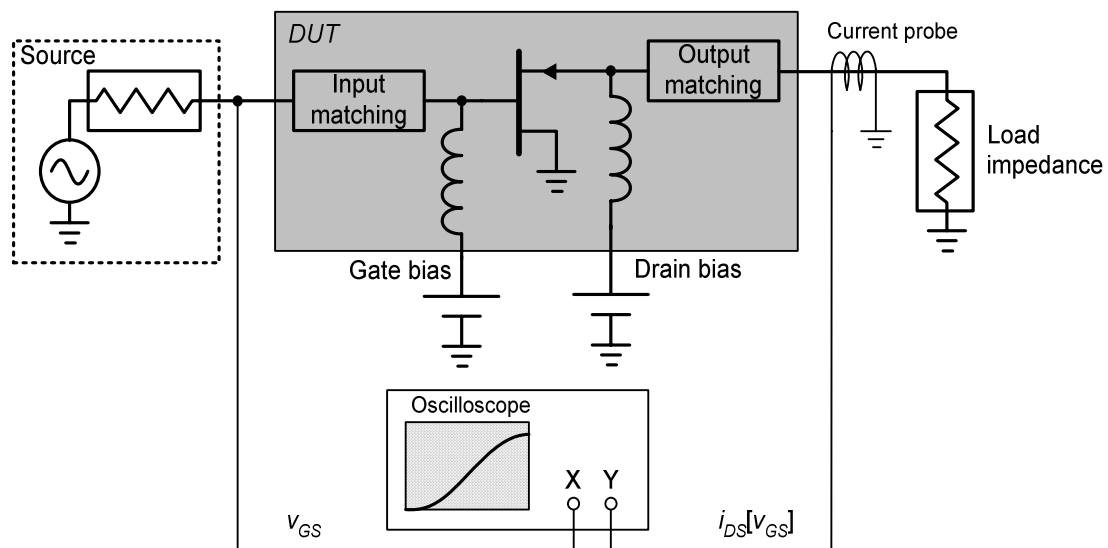 DUT
Source
Input
matching
Output
matching
Current probe
Load
impedance
Gate bias
Drain bias
Oscilloscope
X Y
vGS
iDS[vGS]